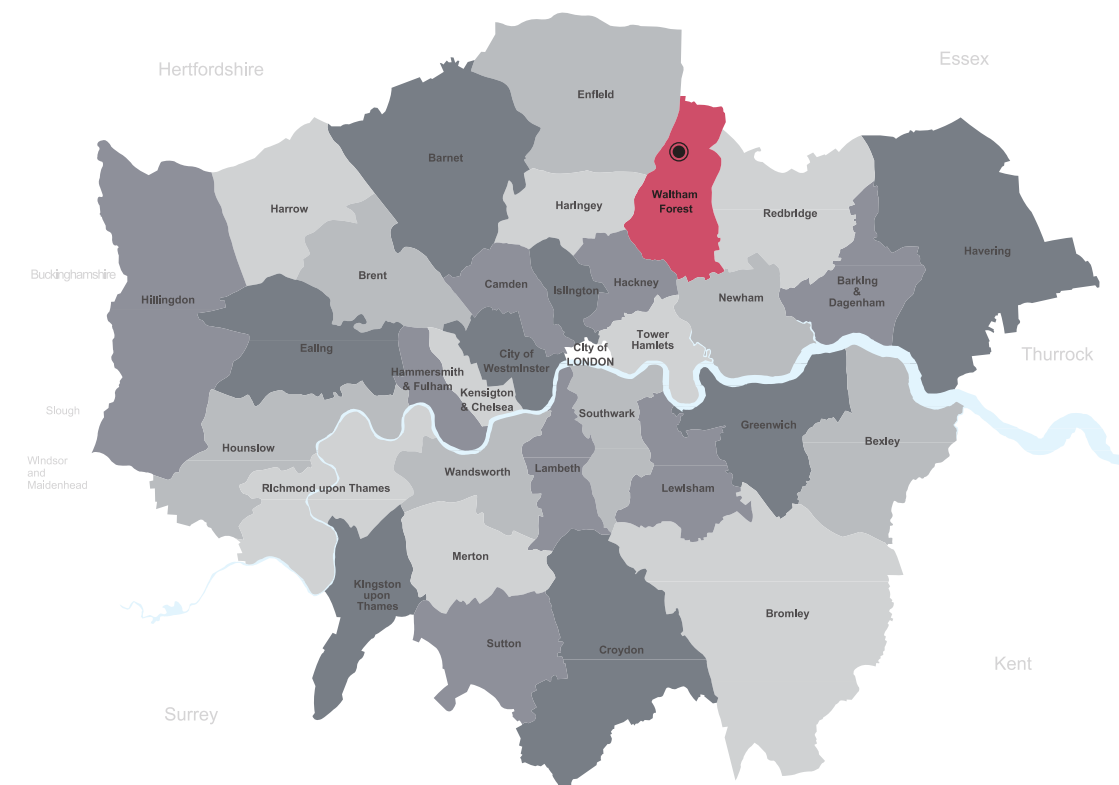 Essex
Hertfordshire
Enfield
Barnet
Waltham
Forest
Haringey
Harrow
Redbridge
Havering
Buckinghamshire
Brent
Camden
Islington
Hackney
Barking
&
Dagenham
Hillingdon
Newham
Tower
Hamlets
Ealing
City of
LONDON
City of
Westminster
Thurrock
Hammersmith
& Fulham
Kensigton
& Chelsea
Slough
Southwark
Greenwich
Bexley
Hounslow
Windsor
and
Maidenhead
Wandsworth
Lambeth
Richmond upon Thames
Lewisham
Merton
Kingston
upon
Thames
Bromley
Sutton
Croydon
Kent
Surrey